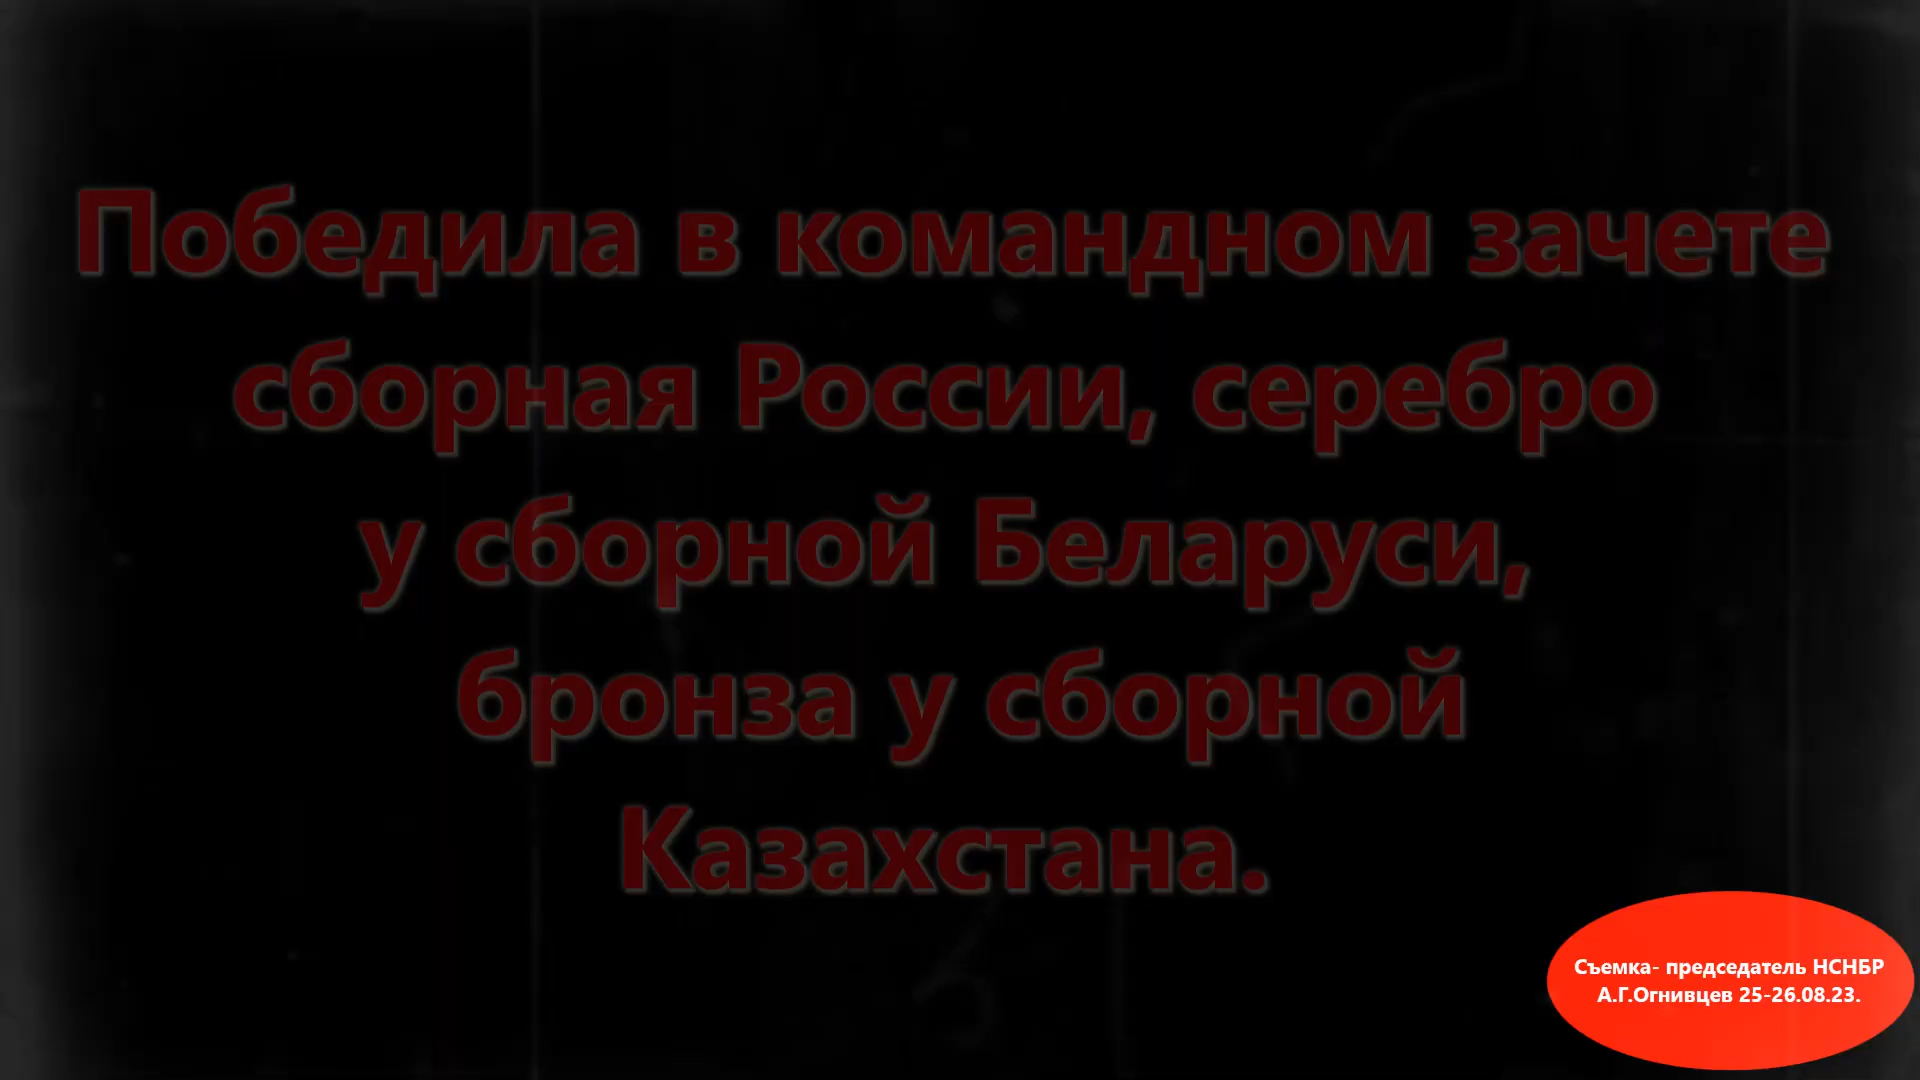 Победила в командном зачете
сборная России, серебро
у сборной Беларуси,
бронза у сборной
Казахстана.
Съемка- председатель НСНБР
А.Г.Огнивцев 25-26.08.23.